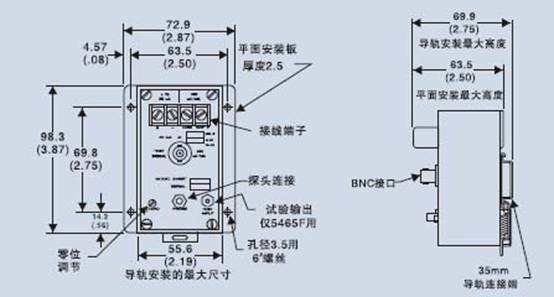 72.9
(2.87)
4.57
(.08)
63.5
(2.50)
平面安装板
厚度2.5
98.3
(3.87)
69.8
(2.75)
14.2
(.56)
接线端子
探头连接
试验输出
仅5465F用
孔径3.5用
6#螺丝
零位
调节
55.6
(2.19)
导轨安装的最大尺寸
69.9
(2.75)
导轨安装最大高度
63.5
(2.50)
平面安装最大高度
BNC接口
35mm
导轨连接端